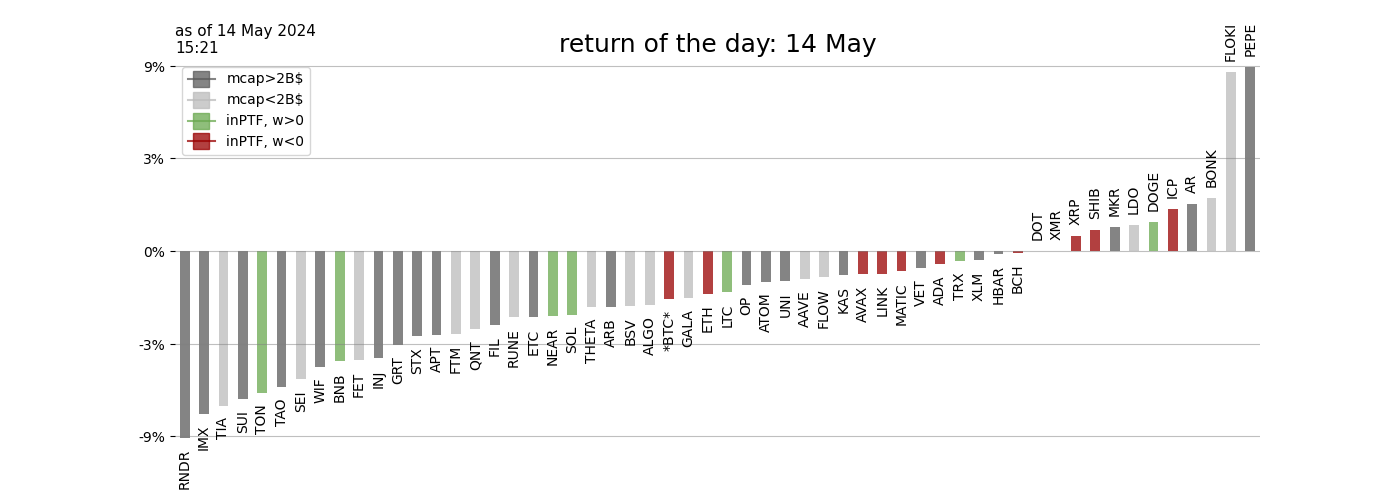 as of 14 May 2024
15:21
return of the day: 14 May
mcap>2B$
mcap<2B$
inPTF, w>0
inPTF, w<0
9%
3%
0%
-3%
-9%
RNDR
IMX
TIA
SUI
TON
TAO
SEI
WIF
BNB
FET
INJ
GRT
STX
APT
FTM
QNT
FIL
RUNE
ETC
NEAR
SOL
THETA
ARB
BSV
ALGO
*BTC*
GALA
ETH
LTC
OP
ATOM
UNI
AAVE
FLOW
KAS
AVAX
LINK
MATIC
VET
ADA
TRX
XLM
HBAR
BCH
DOT
XMR
XRP
SHIB
MKR
LDO
DOGE
ICP
AR
BONK
FLOKI
PEPE